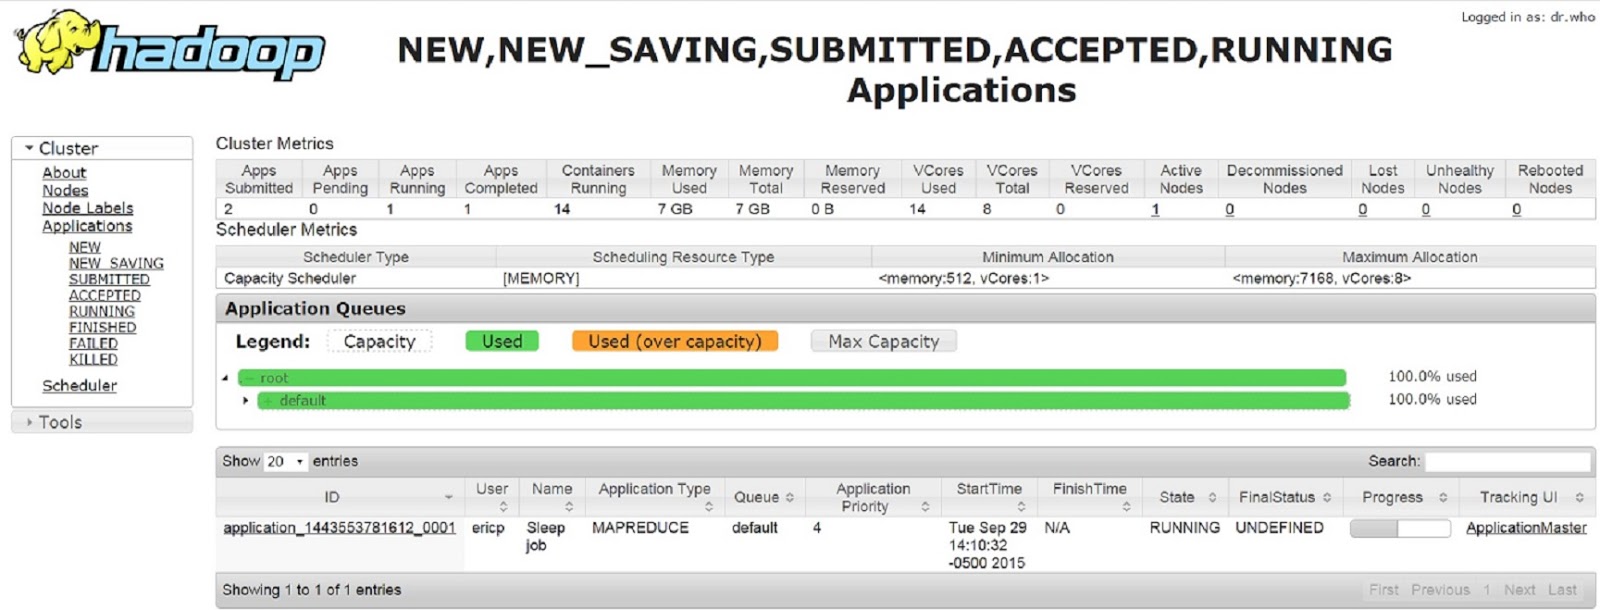 Logged in as: dr.who
hadoop
NEW,NEW_SAVING,SUBMITTED,ACCEPTED,RUNNING
Applications
Cluster
About
Nodes
Node Labels
Applications
NEW
NEW_SAVING
SUBMITTED
ACCEPTED
RUNNING
FINISHED
FAILED
KILLED
Scheduler
Tools
Cluster Metrics
Apps Submitted Apps Pending Apps Running Apps Completed Containers Running Memory Used Memory Total Memory Reserved VCores Used VCores Total VCores Reserved Active Nodes Decommissioned Nodes Lost Nodes Unhealthy Nodes Rebooted Nodes
2 0 1 1 14 7 GB 7 GB 0 B 14 8 0 1 0 0 0 0
Scheduler Metrics
Scheduler Type Scheduling Resource Type Minimum Allocation Maximum Allocation
Capacity Scheduler [MEMORY] <memory:512, vCores:1> <memory:7168, vCores:8>
Application Queues
Legend: Capacity Used Used (over capacity) Max Capacity
- root 100.0% used
+ default 100.0% used
Show 20 entries Search:
ID User Name Application Type Queue Application Priority StartTime FinishTime State FinalStatus Progress Tracking UI
application_1443553781612_0001 ericp Sleep job MAPREDUCE default 4 Tue Sep 29 14:10:32 -0500 2015 N/A RUNNING UNDEFINED ApplicationMaster
Showing 1 to 1 of 1 entries First Previous 1 Next Last